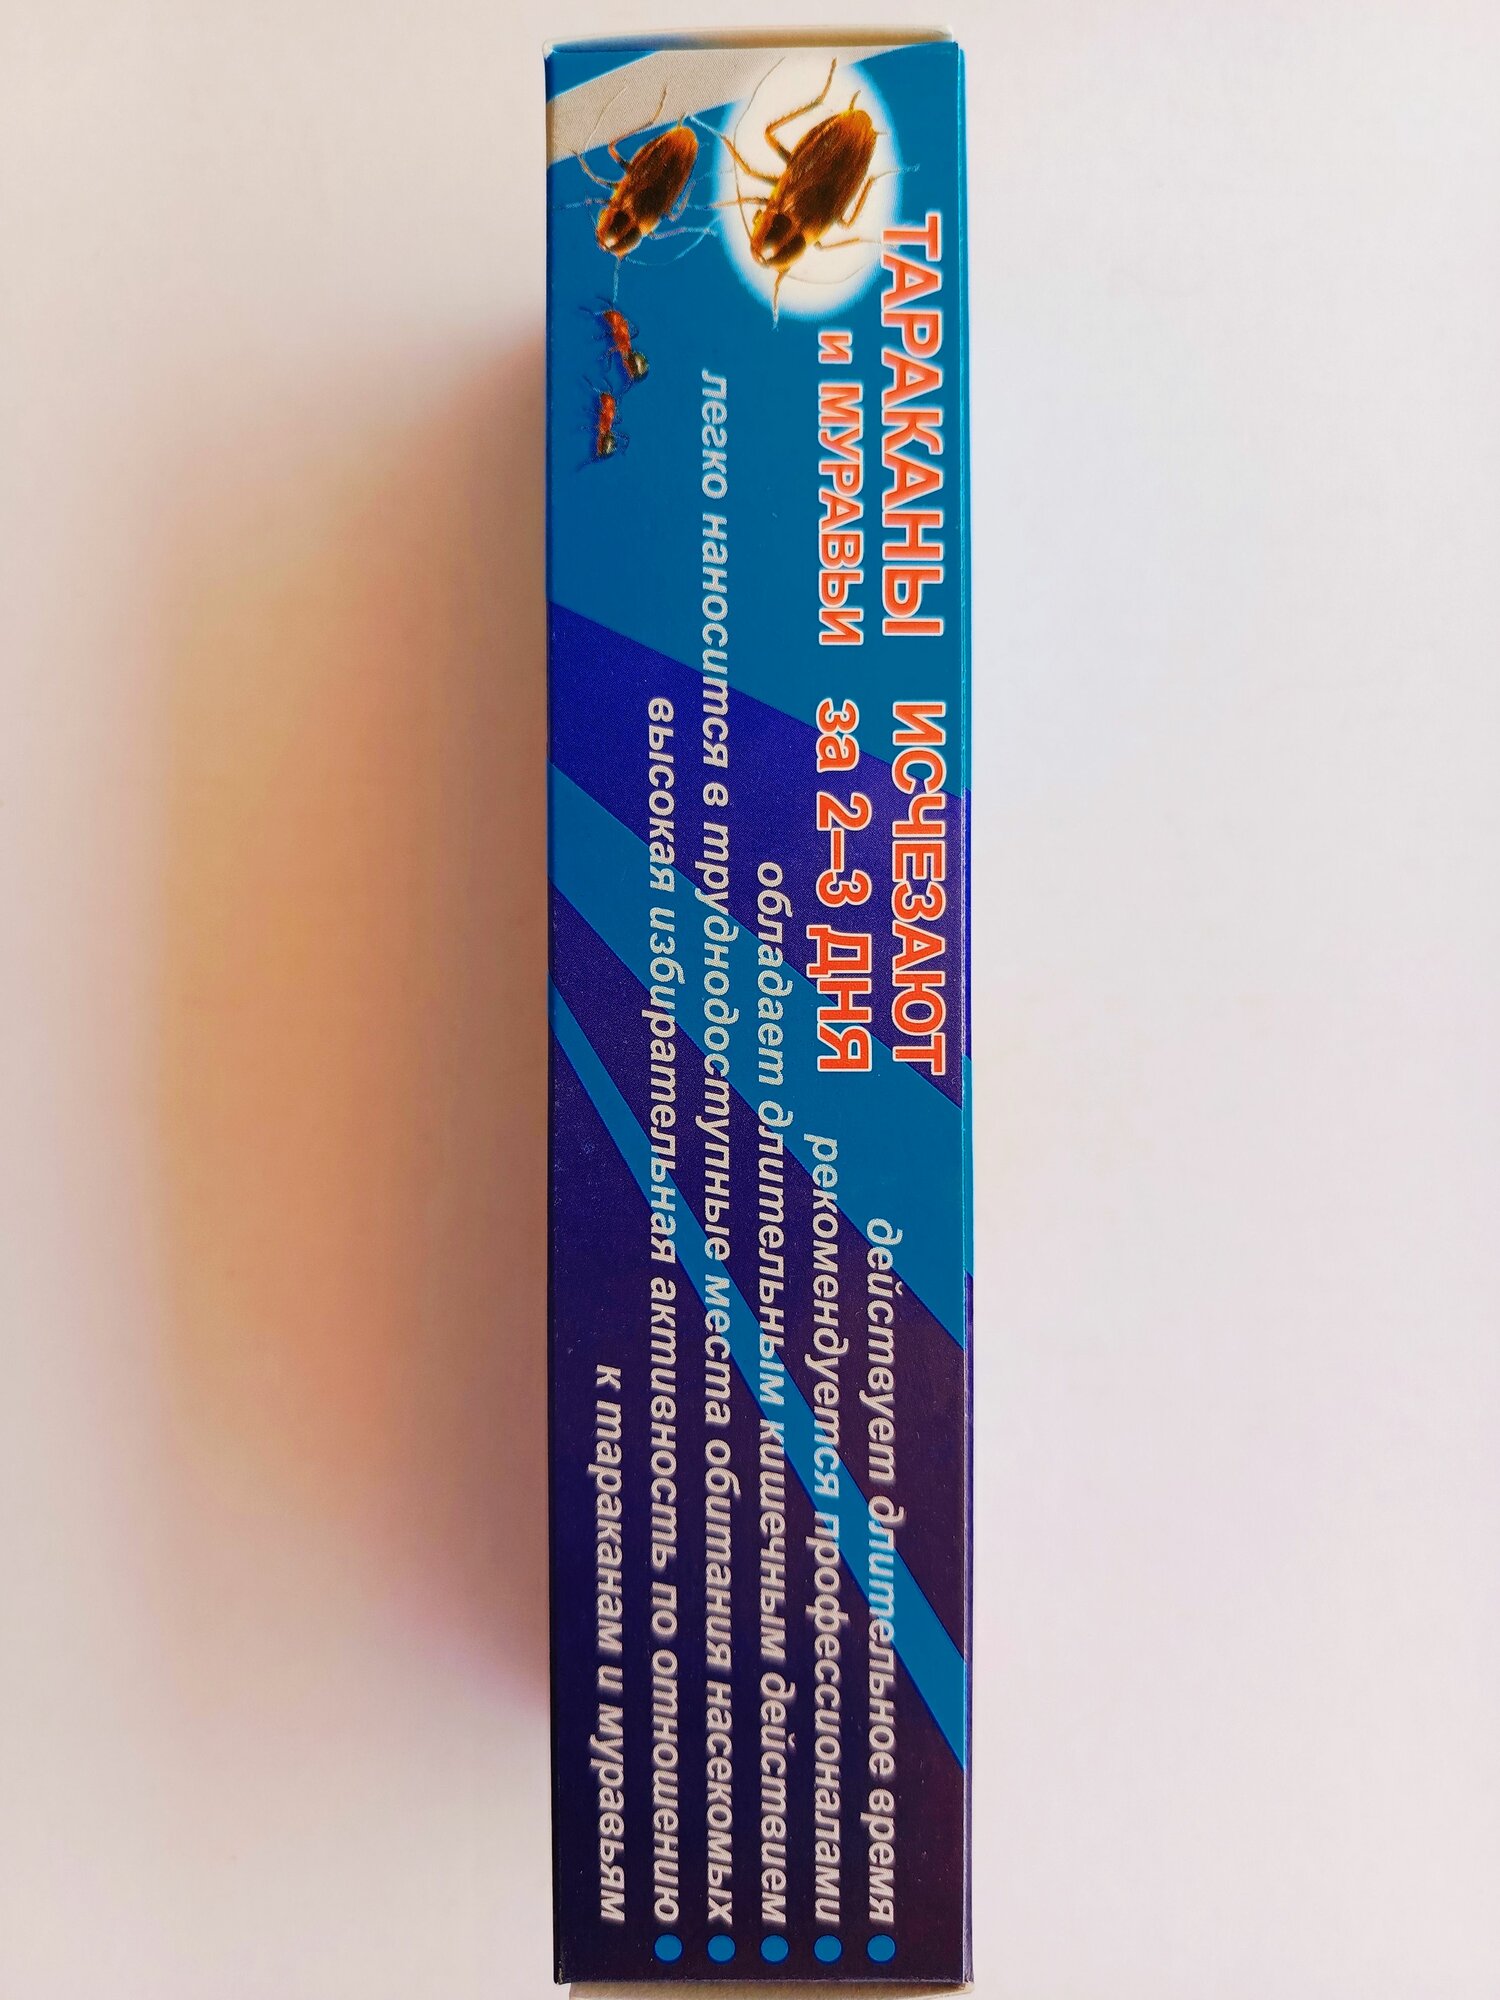 ТАРАКАНЫ ИСЧЕЗАЮТ
и МУРАВЬИ за 2–3 ДНЯ
действует длительное время
рекомендуется профессионалами
обладает длительным кишечным действием
легко наносится в труднодоступные места обитания насекомых
высокая избирательная активность по отношению
к тараканам и муравьям